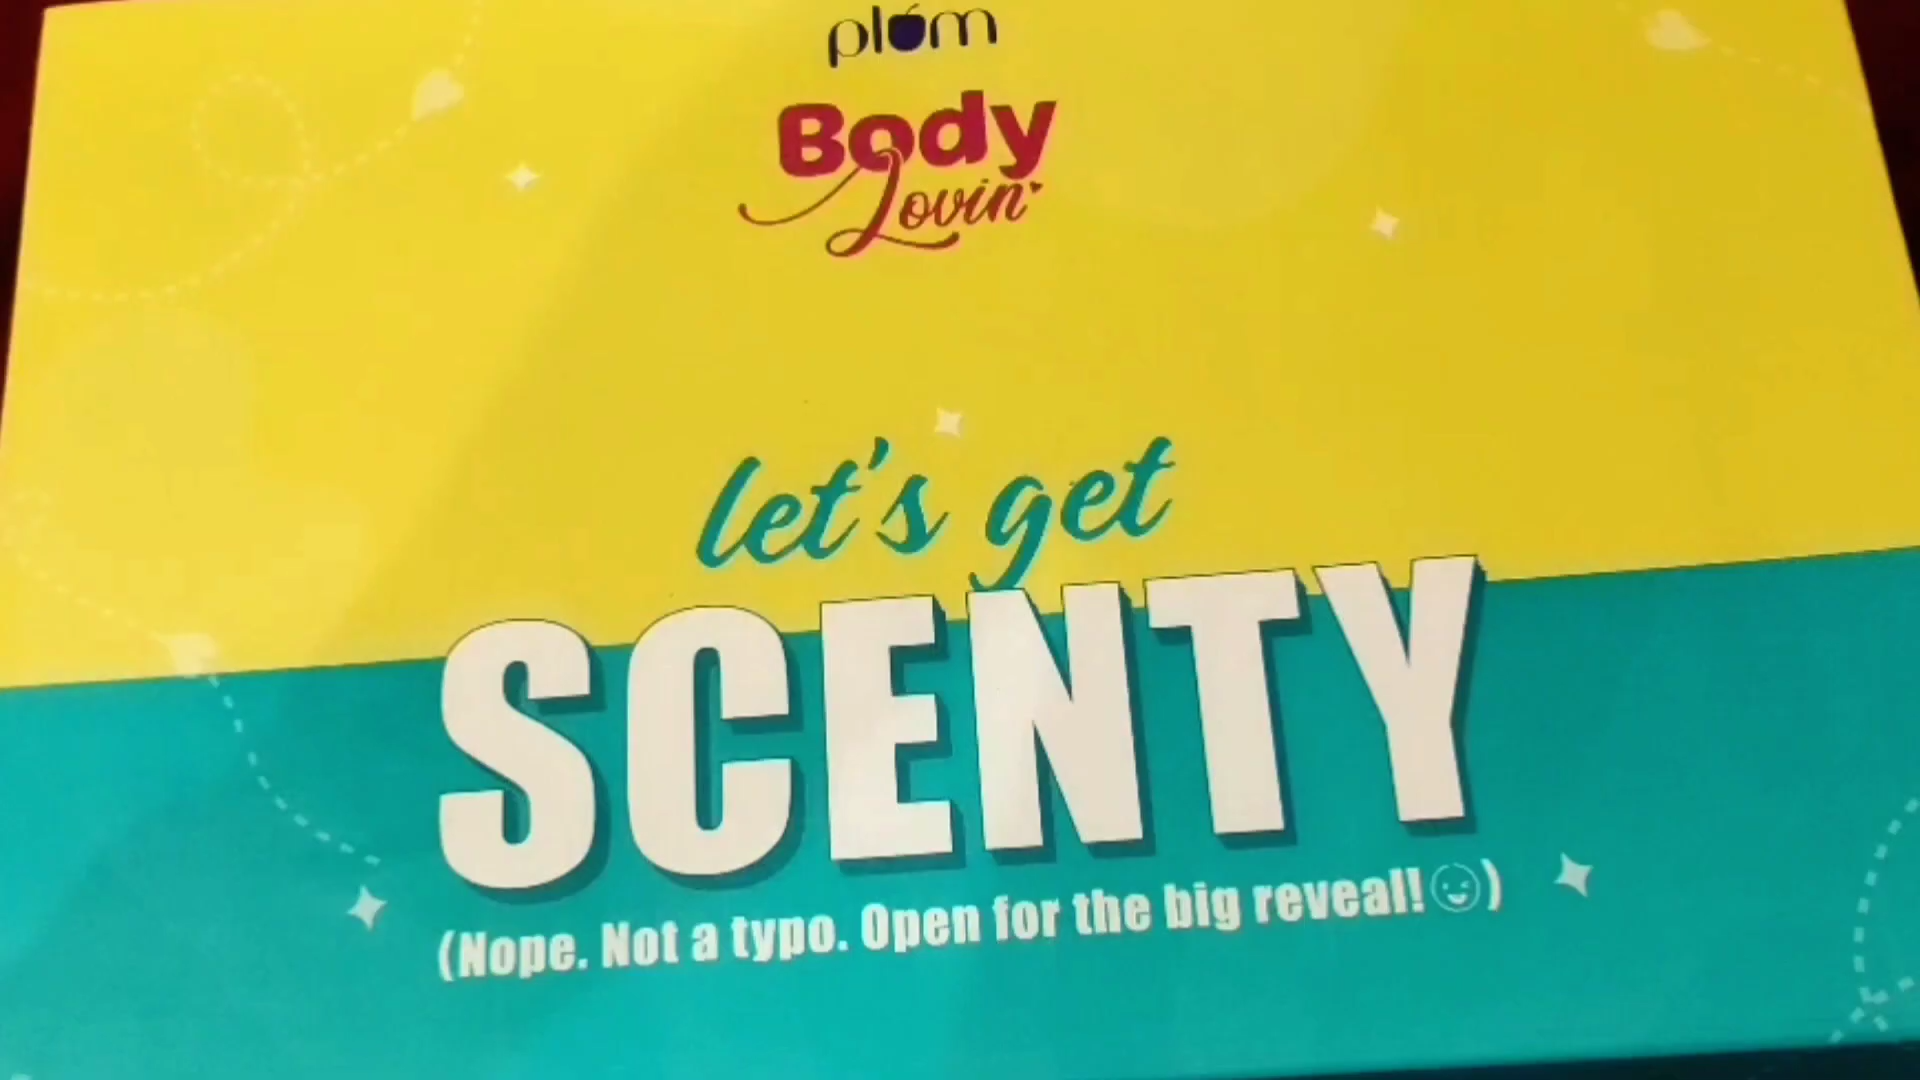 plum
Body
Lovin'
let's get
SCENTY
(Nope. Not a typo. Open for the big reveal!😉)